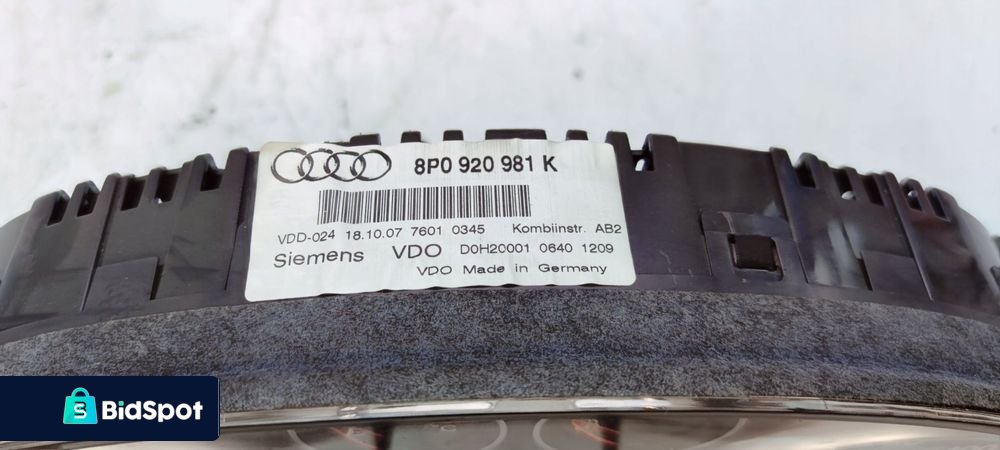 8P0 920 981 K
VDD-024 18.10.07 7601 0345 Kombiinstr. AB2
Siemens VDO D0H20001 0640 1209
VDO Made in Germany
BidSpot